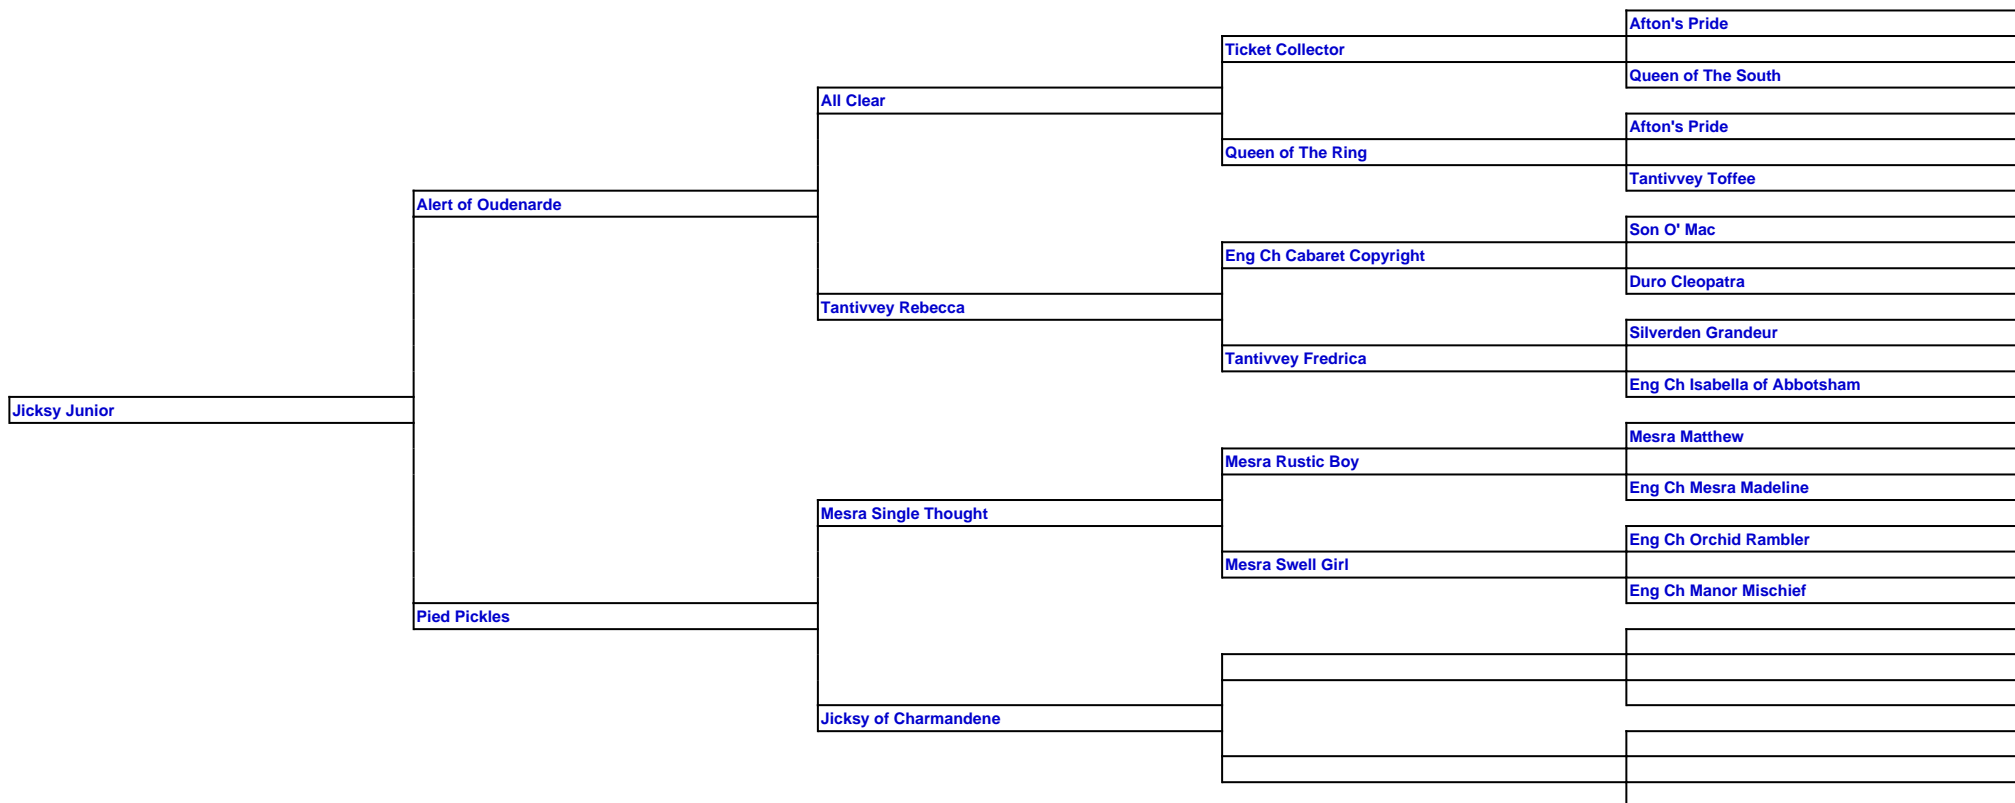 Afton's Pride
Ticket Collector
Queen of The South
All Clear
Afton's Pride
Queen of The Ring
Tantivvey Toffee
Alert of Oudenarde
Son O' Mac
Eng Ch Cabaret Copyright
Duro Cleopatra
Tantivvey Rebecca
Silverden Grandeur
Tantivvey Fredrica
Eng Ch Isabella of Abbotsham
Jicksy Junior
Mesra Matthew
Mesra Rustic Boy
Eng Ch Mesra Madeline
Mesra Single Thought
Eng Ch Orchid Rambler
Mesra Swell Girl
Eng Ch Manor Mischief
Pied Pickles
Jicksy of Charmandene